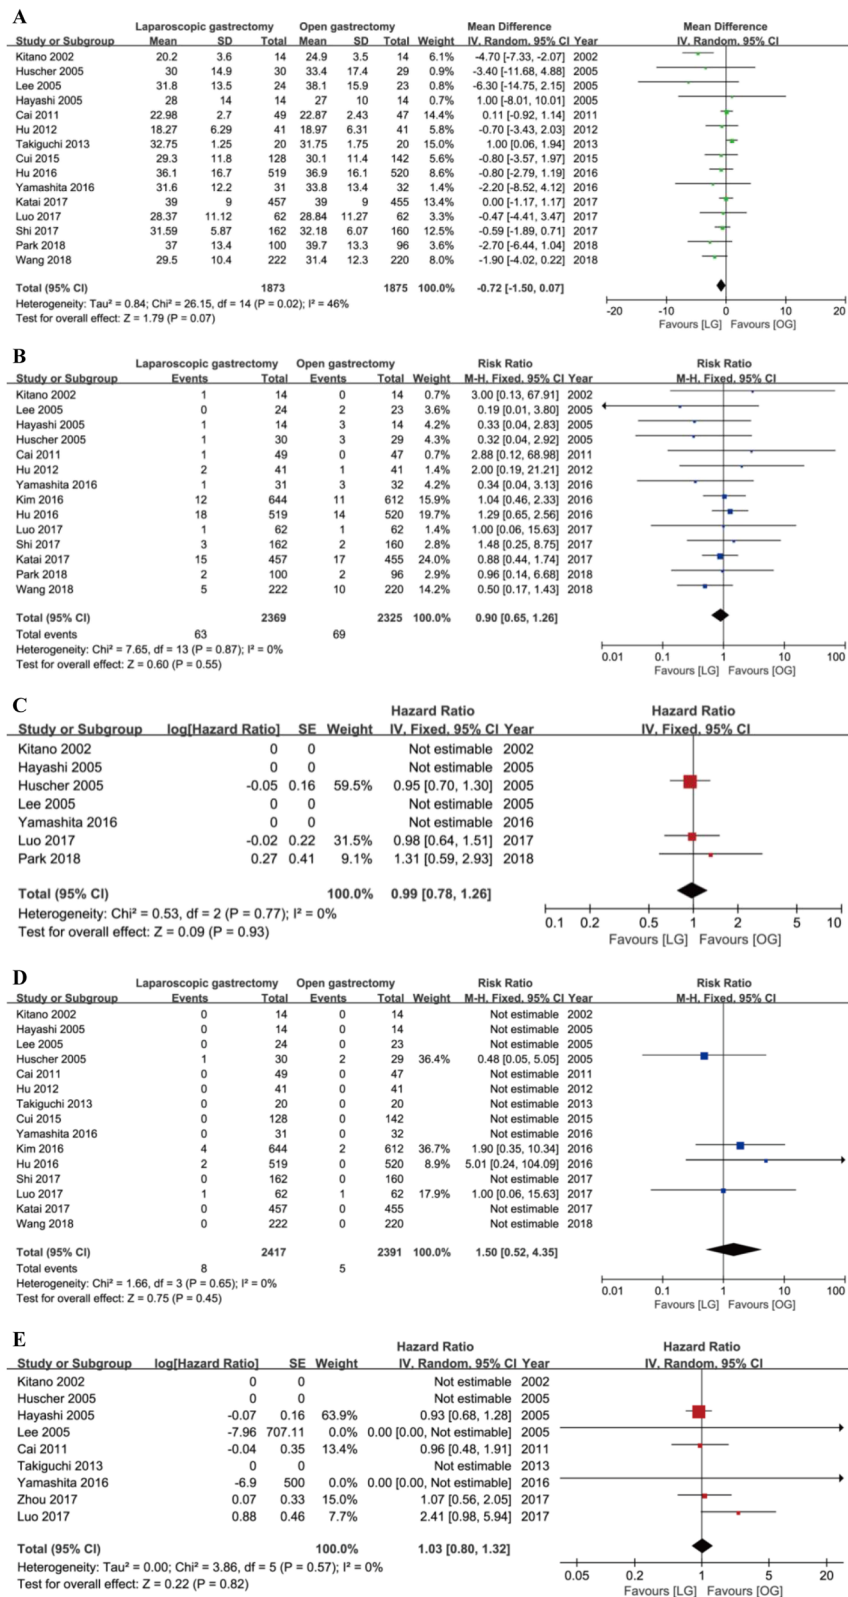 A
Laparoscopic gastrectomy Open gastrectomy Mean Difference Mean Difference
Study or Subgroup Mean SD Total Mean SD Total Weight IV, Random, 95% CI Year IV, Random, 95% CI
Kitano 2002 20.2 3.6 14 24.9 3.5 14 6.1% -4.70 [-7.33, -2.07] 2002
Huscher 2005 30 14.9 30 33.4 17.4 29 0.9% -3.40 [-11.68, 4.88] 2005
Lee 2005 31.8 13.5 24 38.1 15.9 23 0.8% -6.30 [-14.75, 2.15] 2005
Hayashi 2005 28 14 14 27 10 14 0.7% 1.00 [-8.01, 10.01] 2005
Cai 2011 22.98 2.7 49 22.87 2.43 47 14.4% 0.11 [-0.92, 1.14] 2011
Hu 2012 18.27 6.29 41 18.97 6.31 41 5.8% -0.70 [-3.43, 2.03] 2012
Takiguchi 2013 32.75 1.25 20 31.75 1.75 20 15.0% 1.00 [0.06, 1.94] 2013
Cui 2015 29.3 11.8 128 30.1 11.4 142 5.8% -0.80 [-3.57, 1.97] 2015
Hu 2016 36.1 16.7 519 36.9 16.1 520 8.6% -0.80 [-2.79, 1.19] 2016
Yamashita 2016 31.6 12.2 31 33.8 13.4 32 1.4% -2.20 [-8.52, 4.12] 2016
Katai 2017 39 9 457 39 9 455 13.4% 0.00 [-1.17, 1.17] 2017
Luo 2017 28.37 11.12 62 28.84 11.27 62 3.3% -0.47 [-4.41, 3.47] 2017
Shi 2017 31.59 5.87 162 32.18 6.07 160 12.5% -0.59 [-1.89, 0.71] 2017
Park 2018 37 13.4 100 39.7 13.3 96 3.6% -2.70 [-6.44, 1.04] 2018
Wang 2018 29.5 10.4 222 31.4 12.3 220 8.0% -1.90 [-4.02, 0.22] 2018
Total (95% CI) 1873 1875 100.0% -0.72 [-1.50, 0.07]
Heterogeneity: Tau² = 0.84; Chi² = 26.15, df = 14 (P = 0.02); I² = 46%
Test for overall effect: Z = 1.79 (P = 0.07)
-20 -10 0 10 20
Favours [LG] Favours [OG]
B
Laparoscopic gastrectomy Open gastrectomy Risk Ratio Risk Ratio
Study or Subgroup Events Total Events Total Weight M-H, Fixed, 95% CI Year M-H, Fixed, 95% CI
Kitano 2002 1 14 0 14 0.7% 3.00 [0.13, 67.91] 2002
Lee 2005 0 24 2 23 3.6% 0.19 [0.01, 3.80] 2005
Hayashi 2005 1 14 3 14 4.2% 0.33 [0.04, 2.83] 2005
Huscher 2005 1 30 3 29 4.3% 0.32 [0.04, 2.92] 2005
Cai 2011 1 49 0 47 0.7% 2.88 [0.12, 68.98] 2011
Hu 2012 2 41 1 41 1.4% 2.00 [0.19, 21.21] 2012
Yamashita 2016 1 31 3 32 4.2% 0.34 [0.04, 3.13] 2016
Kim 2016 12 644 11 612 15.9% 1.04 [0.46, 2.33] 2016
Hu 2016 18 519 14 520 19.7% 1.29 [0.65, 2.56] 2016
Luo 2017 1 62 1 62 1.4% 1.00 [0.06, 15.63] 2017
Shi 2017 3 162 2 160 2.8% 1.48 [0.25, 8.75] 2017
Katai 2017 15 457 17 455 24.0% 0.88 [0.44, 1.74] 2017
Park 2018 2 100 2 96 2.9% 0.96 [0.14, 6.68] 2018
Wang 2018 5 222 10 220 14.2% 0.50 [0.17, 1.43] 2018
Total (95% CI) 2369 2325 100.0% 0.90 [0.65, 1.26]
Total events 63 69
Heterogeneity: Chi² = 7.65, df = 13 (P = 0.87); I² = 0%
Test for overall effect: Z = 0.60 (P = 0.55)
0.01 0.1 1 10 100
Favours [LG] Favours [OG]
C
Hazard Ratio Hazard Ratio
Study or Subgroup log[Hazard Ratio] SE Weight IV, Fixed, 95% CI Year IV, Fixed, 95% CI
Kitano 2002 0 0 Not estimable 2002
Hayashi 2005 0 0 Not estimable 2005
Huscher 2005 -0.05 0.16 59.5% 0.95 [0.70, 1.30] 2005
Lee 2005 0 0 Not estimable 2005
Yamashita 2016 0 0 Not estimable 2016
Luo 2017 -0.02 0.22 31.5% 0.98 [0.64, 1.51] 2017
Park 2018 0.27 0.41 9.1% 1.31 [0.59, 2.93] 2018
Total (95% CI) 100.0% 0.99 [0.78, 1.26]
Heterogeneity: Chi² = 0.53, df = 2 (P = 0.77); I² = 0%
Test for overall effect: Z = 0.09 (P = 0.93)
0.1 0.2 0.5 1 2 5 10
Favours [LG] Favours [OG]
D
Laparoscopic gastrectomy Open gastrectomy Risk Ratio Risk Ratio
Study or Subgroup Events Total Events Total Weight M-H, Fixed, 95% CI Year M-H, Fixed, 95% CI
Kitano 2002 0 14 0 14 Not estimable 2002
Hayashi 2005 0 14 0 14 Not estimable 2005
Lee 2005 0 24 0 23 Not estimable 2005
Huscher 2005 1 30 2 29 36.4% 0.48 [0.05, 5.05] 2005
Cai 2011 0 49 0 47 Not estimable 2011
Hu 2012 0 41 0 41 Not estimable 2012
Takiguchi 2013 0 20 0 20 Not estimable 2013
Cui 2015 0 128 0 142 Not estimable 2015
Yamashita 2016 0 31 0 32 Not estimable 2016
Kim 2016 4 644 2 612 36.7% 1.90 [0.35, 10.34] 2016
Hu 2016 2 519 0 520 8.9% 5.01 [0.24, 104.09] 2016
Shi 2017 0 162 0 160 Not estimable 2017
Luo 2017 1 62 1 62 17.9% 1.00 [0.06, 15.63] 2017
Katai 2017 0 457 0 455 Not estimable 2017
Wang 2018 0 222 0 220 Not estimable 2018
Total (95% CI) 2417 2391 100.0% 1.50 [0.52, 4.35]
Total events 8 5
Heterogeneity: Chi² = 1.66, df = 3 (P = 0.65); I² = 0%
Test for overall effect: Z = 0.75 (P = 0.45)
0.01 0.1 1 10 100
Favours [LG] Favours [OG]
E
Hazard Ratio Hazard Ratio
Study or Subgroup log[Hazard Ratio] SE Weight IV, Random, 95% CI Year IV, Random, 95% CI
Kitano 2002 0 0 Not estimable 2002
Huscher 2005 0 0 Not estimable 2005
Hayashi 2005 -0.07 0.16 63.9% 0.93 [0.68, 1.28] 2005
Lee 2005 -7.96 707.11 0.0% 0.00 [0.00, Not estimable] 2005
Cai 2011 -0.04 0.35 13.4% 0.96 [0.48, 1.91] 2011
Takiguchi 2013 0 0 Not estimable 2013
Yamashita 2016 -6.9 500 0.0% 0.00 [0.00, Not estimable] 2016
Zhou 2017 0.07 0.33 15.0% 1.07 [0.56, 2.05] 2017
Luo 2017 0.88 0.46 7.7% 2.41 [0.98, 5.94] 2017
Total (95% CI) 100.0% 1.03 [0.80, 1.32]
Heterogeneity: Tau² = 0.00; Chi² = 3.86, df = 5 (P = 0.57); I² = 0%
Test for overall effect: Z = 0.22 (P = 0.82)
0.05 0.2 1 5 20
Favours [LG] Favours [OG]